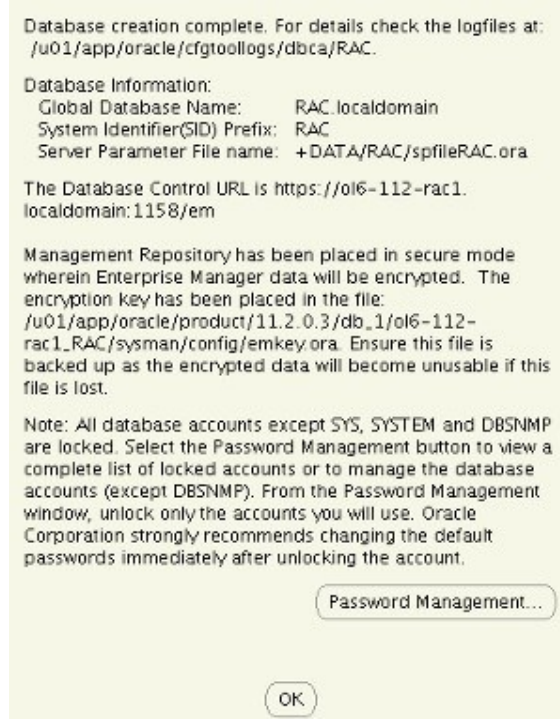 Database creation complete. For details check the logfiles at:
/u01/app/oracle/cfgtoollogs/dbca/RAC.
Database Information:
Global Database Name: RAC.localdomain
System Identifier(SID) Prefix: RAC
Server Parameter File name: +DATA/RAC/spfileRAC.ora
The Database Control URL is https://ol6-112-rac1.
localdomain:1158/em
Management Repository has been placed in secure mode
wherein Enterprise Manager data will be encrypted. The
encryption key has been placed in the file:
/u01/app/oracle/product/11.2.0.3/db_1/ol6-112-
rac1_RAC/sysman/config/emkey.ora. Ensure this file is
backed up as the encrypted data will become unusable if this
file is lost.
Note: All database accounts except SYS, SYSTEM and DBSNMP
are locked. Select the Password Management button to view a
complete list of locked accounts or to manage the database
accounts (except DBSNMP). From the Password Management
window, unlock only the accounts you will use. Oracle
Corporation strongly recommends changing the default
passwords immediately after unlocking the account.
Password Management...
OK